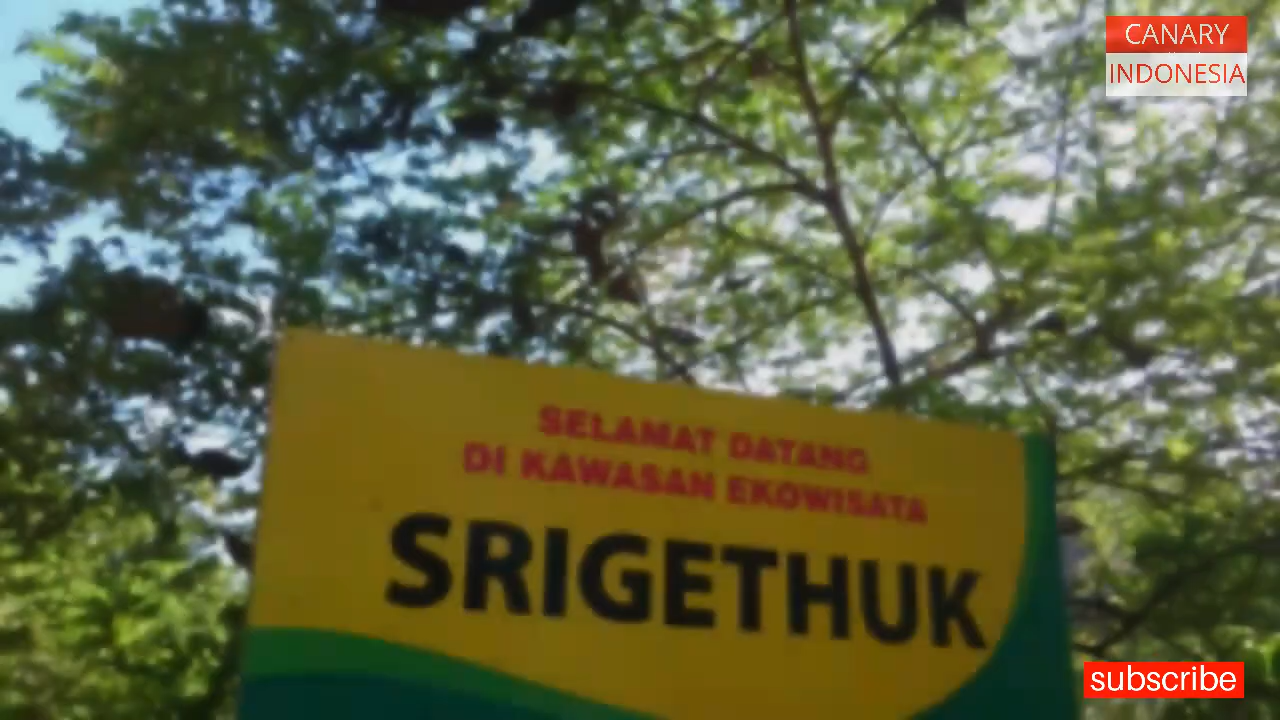 CANARY
INDONESIA
SELAMAT DATANG
DI KAWASAN EKOWISATA
SRIGETHUK
subscribe